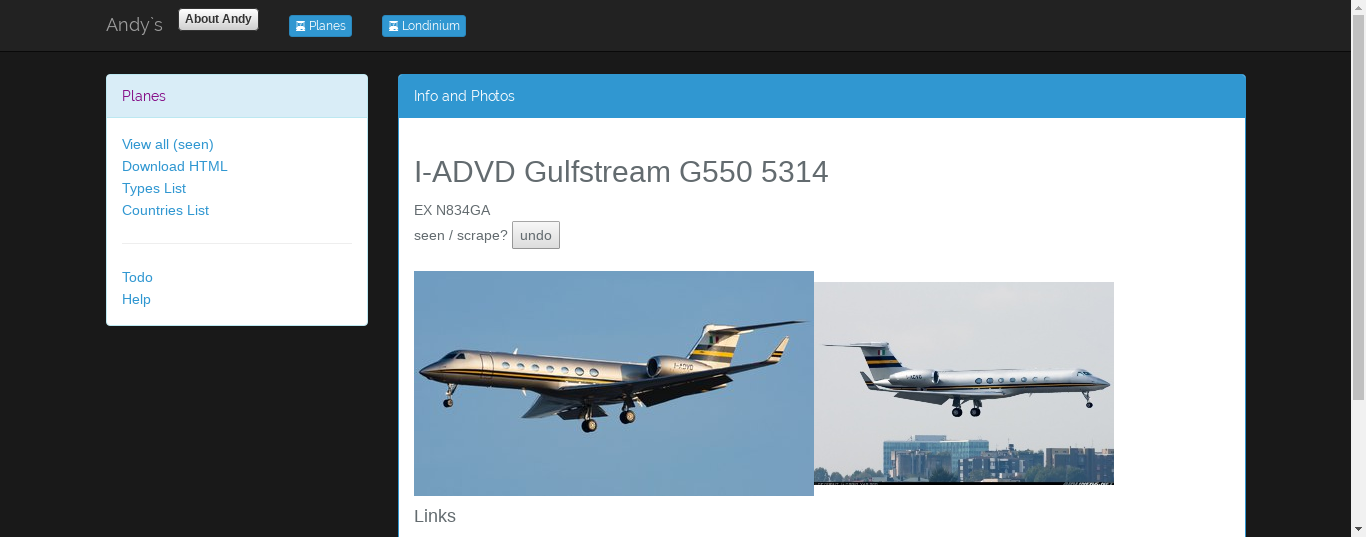 Andy`s
About Andy
Planes
Londinium
Planes
View all (seen)
Download HTML
Types List
Countries List
Todo
Help
Info and Photos
I-ADVD Gulfstream G550 5314
EX N834GA
seen / scrape? undo
I-ADVD
I-ADVD
Links